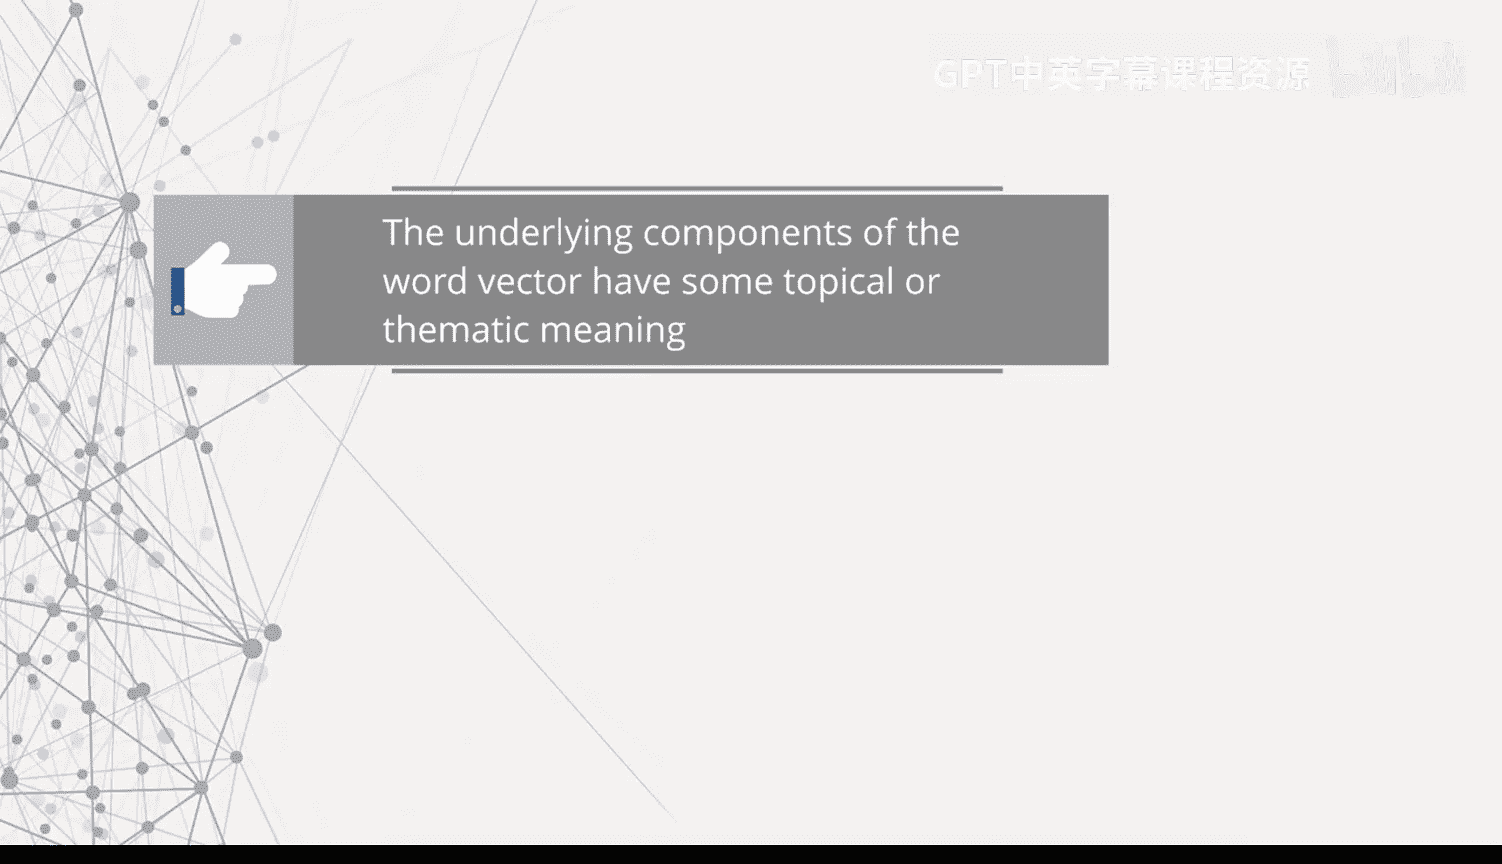 GPT中英字幕课程资源
The underlying components of the
word vector have some topical or
thematic meaning